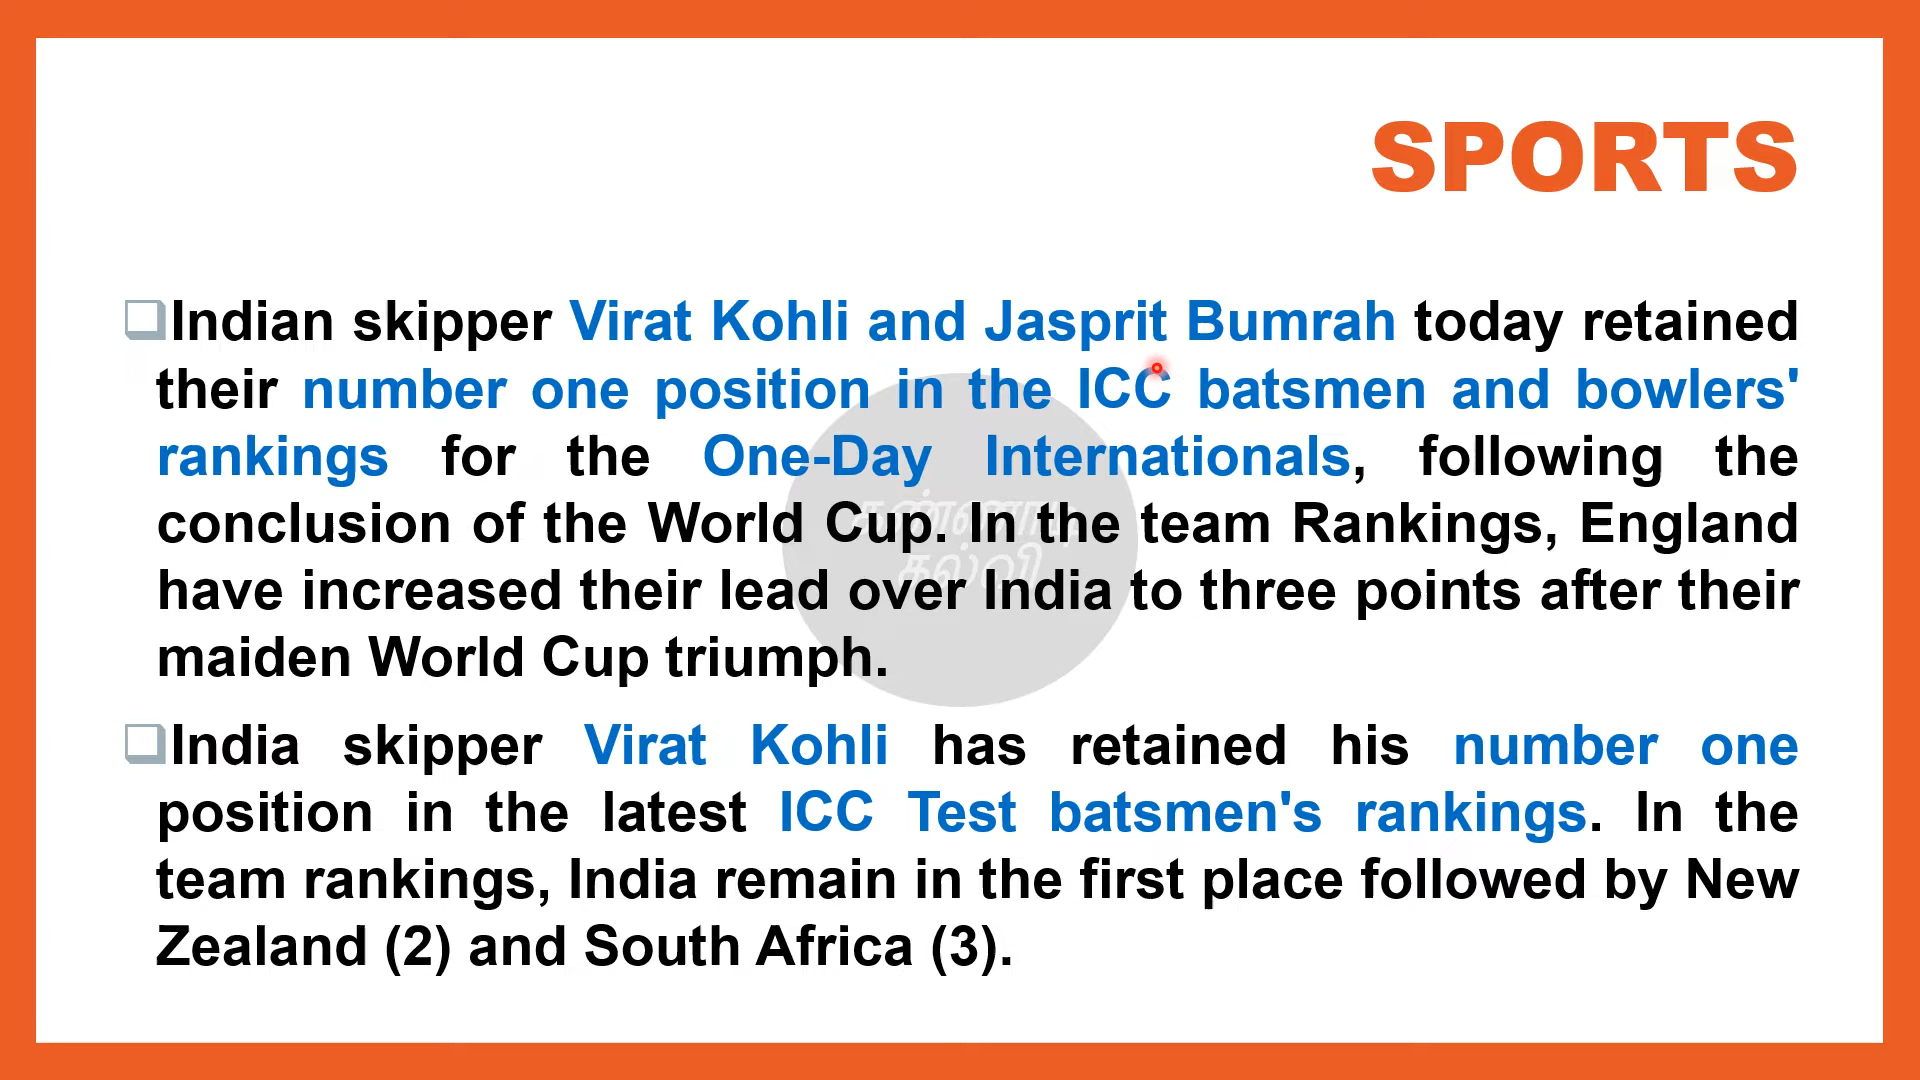 SPORTS
Indian skipper Virat Kohli and Jasprit Bumrah today retained
their number one position in the ICC batsmen and bowlers'
rankings for the One-Day Internationals, following the
conclusion of the World Cup. In the team Rankings, England
have increased their lead over India to three points after their
maiden World Cup triumph.
India skipper Virat Kohli has retained his number one
position in the latest ICC Test batsmen's rankings. In the
team rankings, India remain in the first place followed by New
Zealand (2) and South Africa (3).
கல்வி